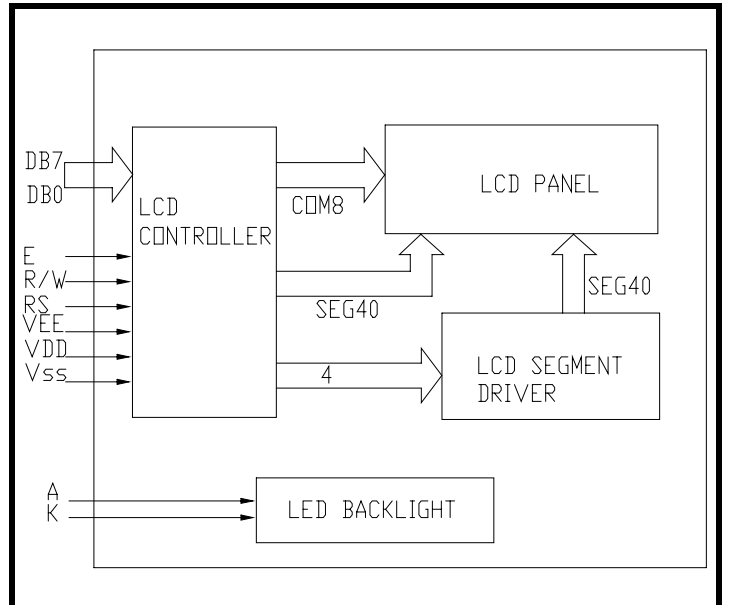 DB7
DB0
LCD
CONTROLLER
COM8
LCD PANEL
E
R/W
RS
VEE
VDD
Vss
SEG40
SEG40
4
LCD SEGMENT
DRIVER
A
K
LED BACKLIGHT